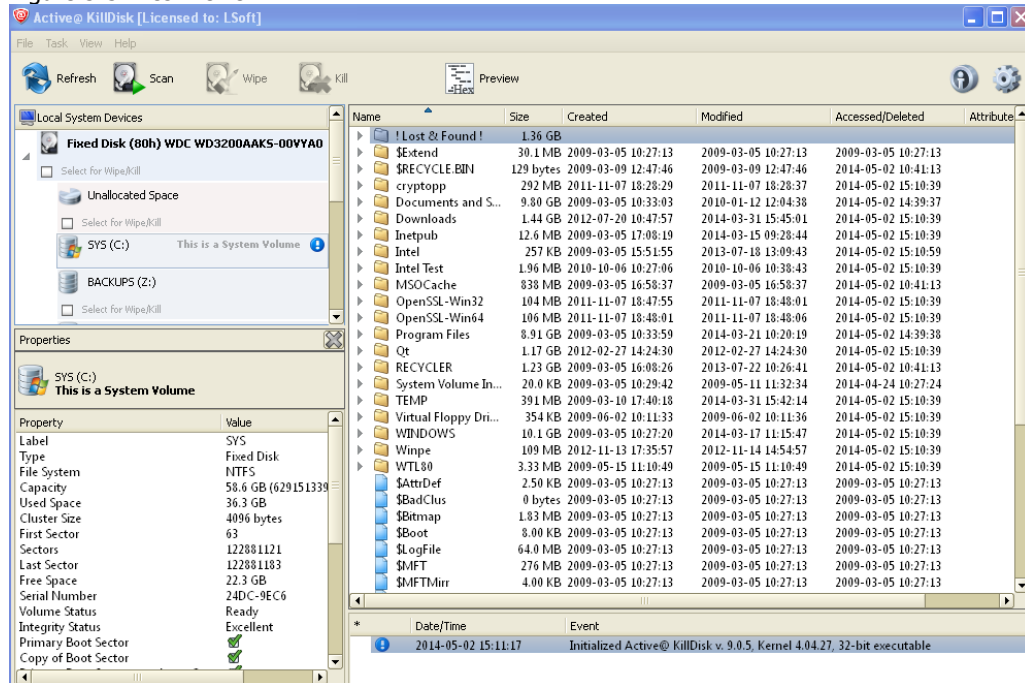 Active@ KillDisk [Licensed to: LSoft]
File Task View Help
Refresh Scan Wipe Kill Preview
Local System Devices
Fixed Disk (80h) WDC WD3200AAKS-00VYA0
Select for Wipe/Kill
Unallocated Space
Select for Wipe/Kill
SYS (C:) This is a System Volume
BACKUPS (Z:)
Select for Wipe/Kill
Properties
SYS (C:)
This is a System Volume
Property Value
Label SYS
Type Fixed Disk
File System NTFS
Capacity 58.6 GB (629151339
Used Space 36.3 GB
Cluster Size 4096 bytes
First Sector 63
Sectors 122881121
Last Sector 122881183
Free Space 22.3 GB
Serial Number 24DC-9EC6
Volume Status Ready
Integrity Status Excellent
Primary Boot Sector
Copy of Boot Sector
Name Size Created Modified Accessed/Deleted Attribute
! Lost & Found ! 1.36 GB
$Extend 30.1 MB 2009-03-05 10:27:13 2009-03-05 10:27:13 2009-03-05 10:27:13
$RECYCLE.BIN 129 bytes 2009-03-09 12:47:46 2009-03-09 12:47:46 2014-05-02 10:41:13
cryptopp 292 MB 2011-11-07 18:28:29 2011-11-07 18:28:37 2014-05-02 15:10:39
Documents and S... 9.80 GB 2009-03-05 10:33:03 2010-01-12 12:04:38 2014-05-02 14:39:37
Downloads 1.44 GB 2012-07-20 10:47:57 2014-03-31 15:45:01 2014-05-02 15:10:39
Inetpub 12.6 MB 2009-03-05 17:08:19 2014-03-15 09:28:44 2014-05-02 15:10:39
Intel 257 KB 2009-03-05 15:51:55 2013-07-18 13:09:43 2014-05-02 15:10:59
Intel Test 1.96 MB 2010-10-06 10:27:06 2010-10-06 10:38:43 2014-05-02 15:10:39
MSOCache 838 MB 2009-03-05 16:58:37 2009-03-05 16:58:37 2014-05-02 10:41:13
OpenSSL-Win32 104 MB 2011-11-07 18:47:55 2011-11-07 18:48:01 2014-05-02 15:10:39
OpenSSL-Win64 106 MB 2011-11-07 18:48:01 2011-11-07 18:48:06 2014-05-02 15:10:39
Program Files 8.91 GB 2009-03-05 10:33:59 2014-03-21 10:20:19 2014-05-02 14:39:38
Qt 1.17 GB 2012-02-27 14:24:30 2012-02-27 14:24:30 2014-05-02 15:10:39
RECYCLER 1.23 GB 2009-03-05 16:08:26 2013-07-22 10:26:41 2014-05-02 10:41:13
System Volume In... 20.0 KB 2009-03-05 10:29:42 2009-05-11 11:32:34 2014-04-24 10:27:24
TEMP 391 MB 2009-03-10 17:40:18 2014-03-31 15:42:14 2014-05-02 15:10:39
Virtual Floppy Dri... 354 KB 2009-06-02 10:11:33 2009-06-02 10:11:36 2014-05-02 15:10:39
WINDOWS 10.1 GB 2009-03-05 10:27:20 2014-03-17 11:15:47 2014-05-02 15:10:39
Winpe 109 MB 2012-11-13 17:35:57 2012-11-14 14:54:57 2014-05-02 15:10:39
WTL80 3.33 MB 2009-05-15 11:10:49 2009-05-15 11:10:49 2014-05-02 15:10:39
$AttrDef 2.50 KB 2009-03-05 10:27:13 2009-03-05 10:27:13 2009-03-05 10:27:13
$BadClus 0 bytes 2009-03-05 10:27:13 2009-03-05 10:27:13 2009-03-05 10:27:13
$Bitmap 1.83 MB 2009-03-05 10:27:13 2009-03-05 10:27:13 2009-03-05 10:27:13
$Boot 8.00 KB 2009-03-05 10:27:13 2009-03-05 10:27:13 2009-03-05 10:27:13
$LogFile 64.0 MB 2009-03-05 10:27:13 2009-03-05 10:27:13 2009-03-05 10:27:13
$MFT 276 MB 2009-03-05 10:27:13 2009-03-05 10:27:13 2009-03-05 10:27:13
$MFTMirr 4.00 KB 2009-03-05 10:27:13 2009-03-05 10:27:13 2009-03-05 10:27:13
* Date/Time Event
2014-05-02 15:11:17 Initialized Active@ KillDisk v. 9.0.5, Kernel 4.04.27, 32-bit executable